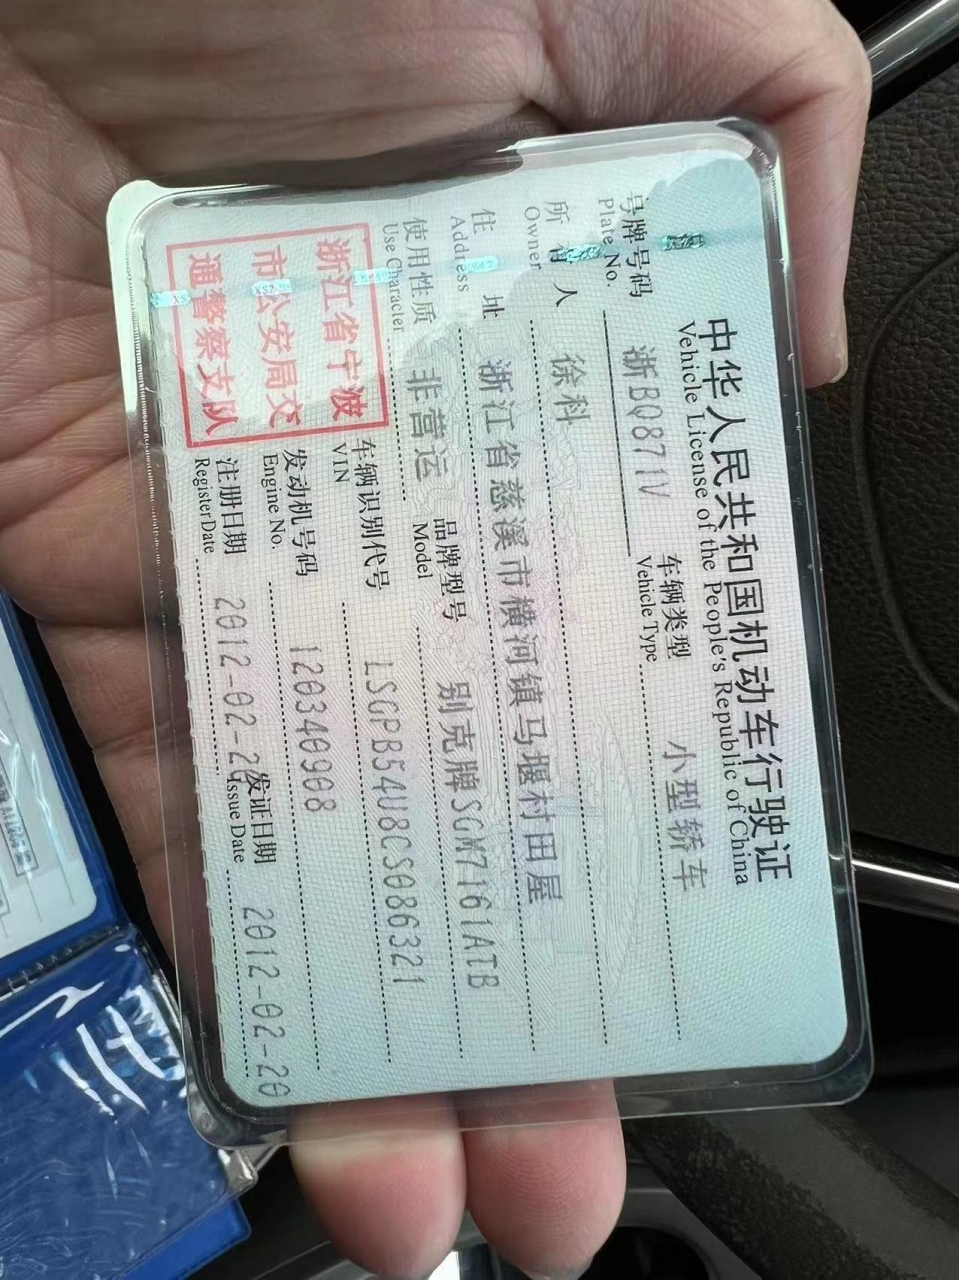 中华人民共和国机动车行驶证
Vehicle License of the People's Republic of China
号牌号码 浙BQ871V 车辆类型 小型轿车
Plate No. Vehicle Type
所有人 徐科
Owner
住址 浙江省慈溪市横河镇马堰村田屋
Address
使用性质 非营运 品牌型号 别克牌SGM7161ATB
Use Character Model
浙江省宁波
市公安局交
通警察支队
车辆识别代号 LSGPB54U8CS086321
VIN
发动机号码 120340908
Engine No.
注册日期 2012-02-20 发证日期 2012-02-20
Register Date Issue Date